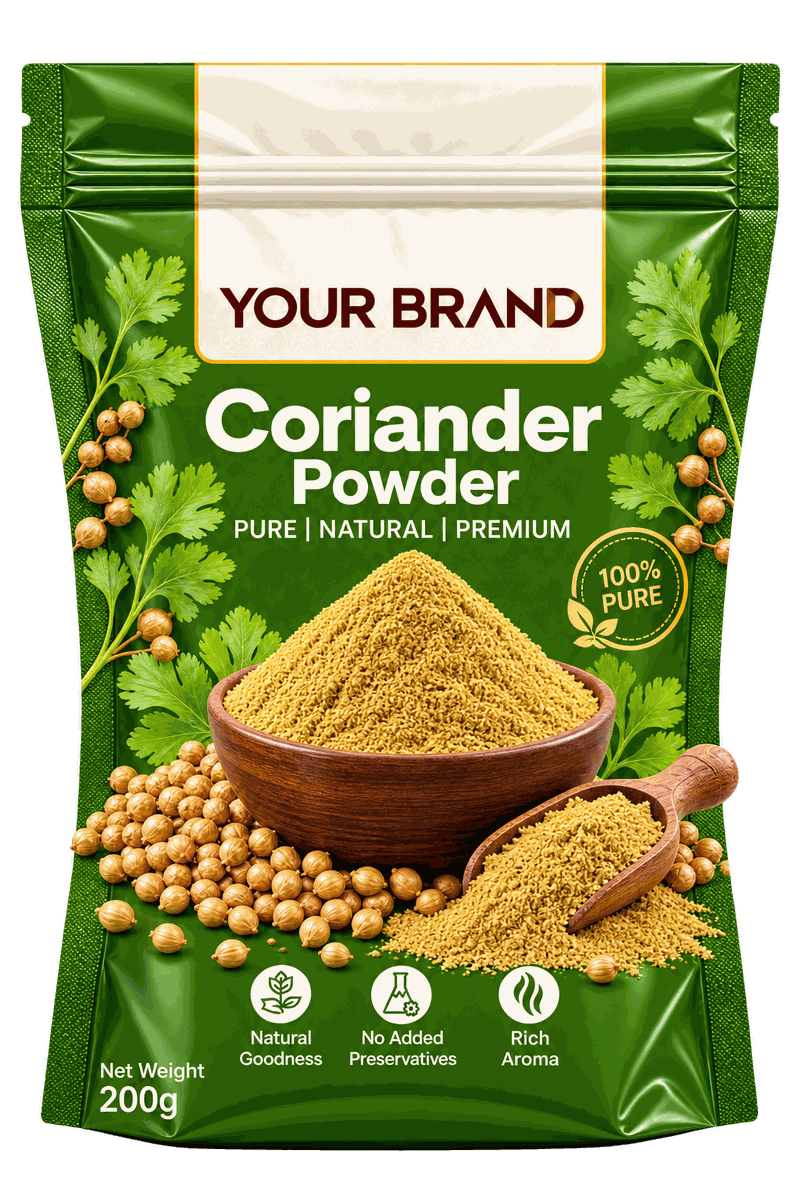 YOUR BRAND
Coriander
Powder
PURE | NATURAL | PREMIUM
100%
PURE
Natural
Goodness
No Added
Preservatives
Rich
Aroma
Net Weight
200g